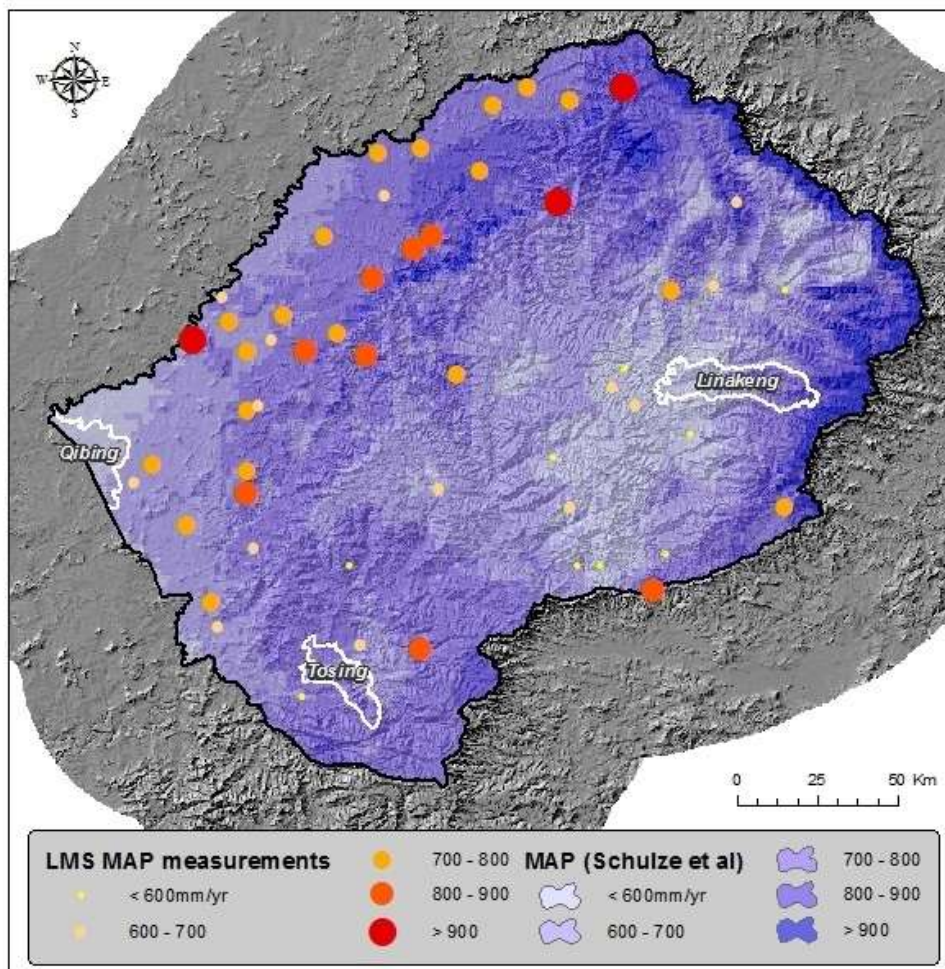 N
W E
S
Linakeng
Qibing
Tosing
0 25 50 Km
LMS MAP measurements
< 600mm/yr
600 - 700
700 - 800
800 - 900
> 900
MAP (Schulze et al)
< 600mm/yr
600 - 700
700 - 800
800 - 900
> 900